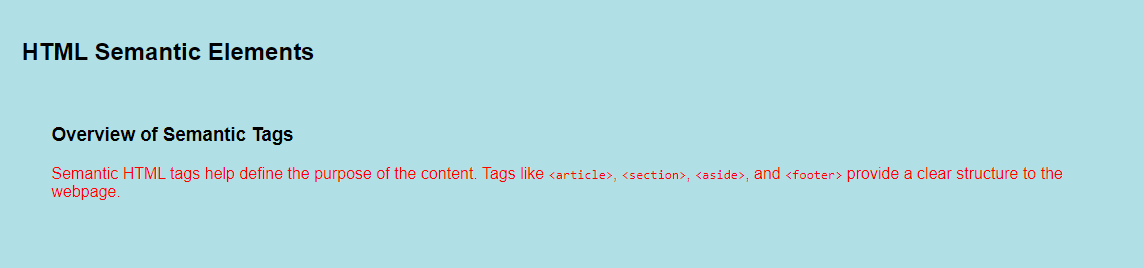 HTML Semantic Elements
Overview of Semantic Tags
Semantic HTML tags help define the purpose of the content. Tags like <article>, <section>, <aside>, and <footer> provide a clear structure to the
webpage.